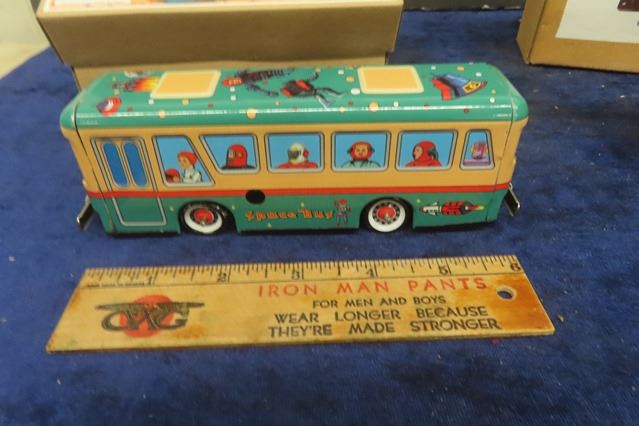 Space Bus
1 2 3 4 5 6
IRON MAN PANTS
GWG
FOR MEN AND BOYS
WEAR LONGER BECAUSE
THEY'RE MADE STRONGER